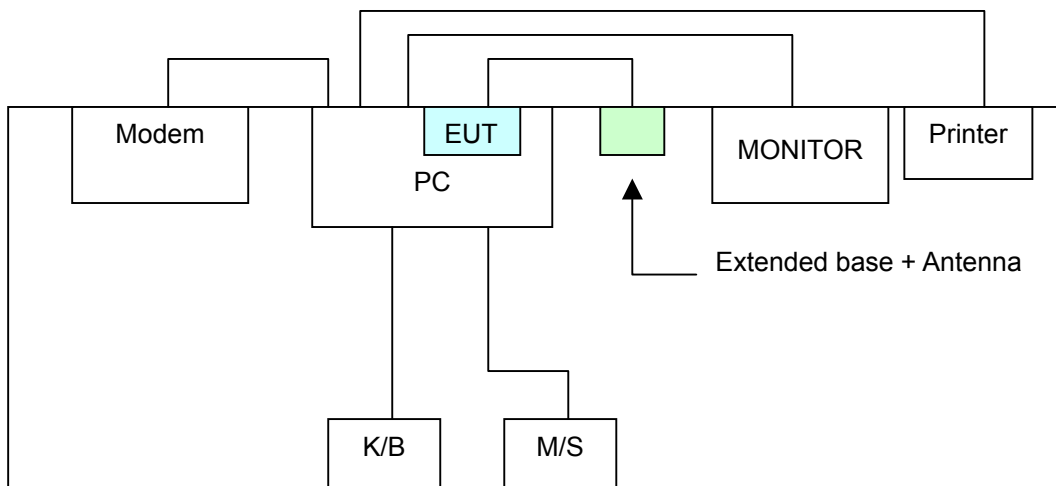 Modem
EUT
PC
MONITOR
Printer
Extended base + Antenna
K/B
M/S